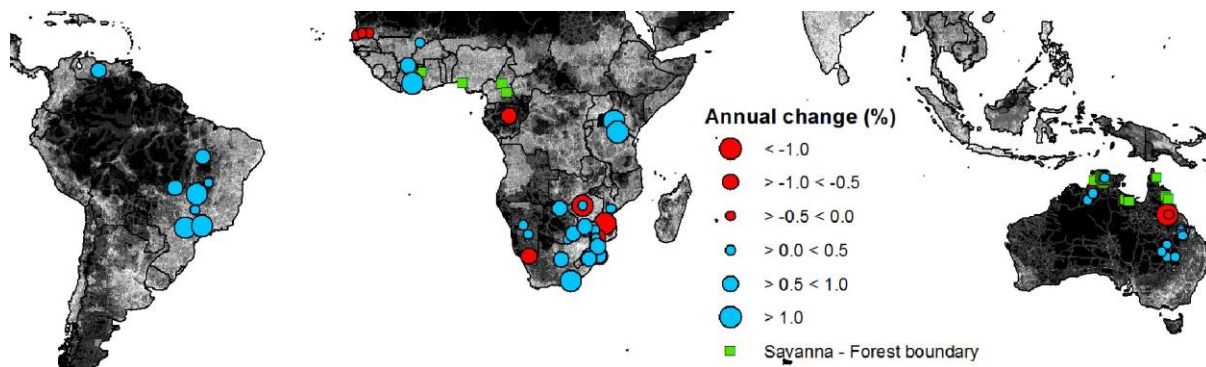 Annual change (%)
< -1.0
> -1.0 < -0.5
> -0.5 < 0.0
> 0.0 < 0.5
> 0.5 < 1.0
> 1.0
Savanna - Forest boundary